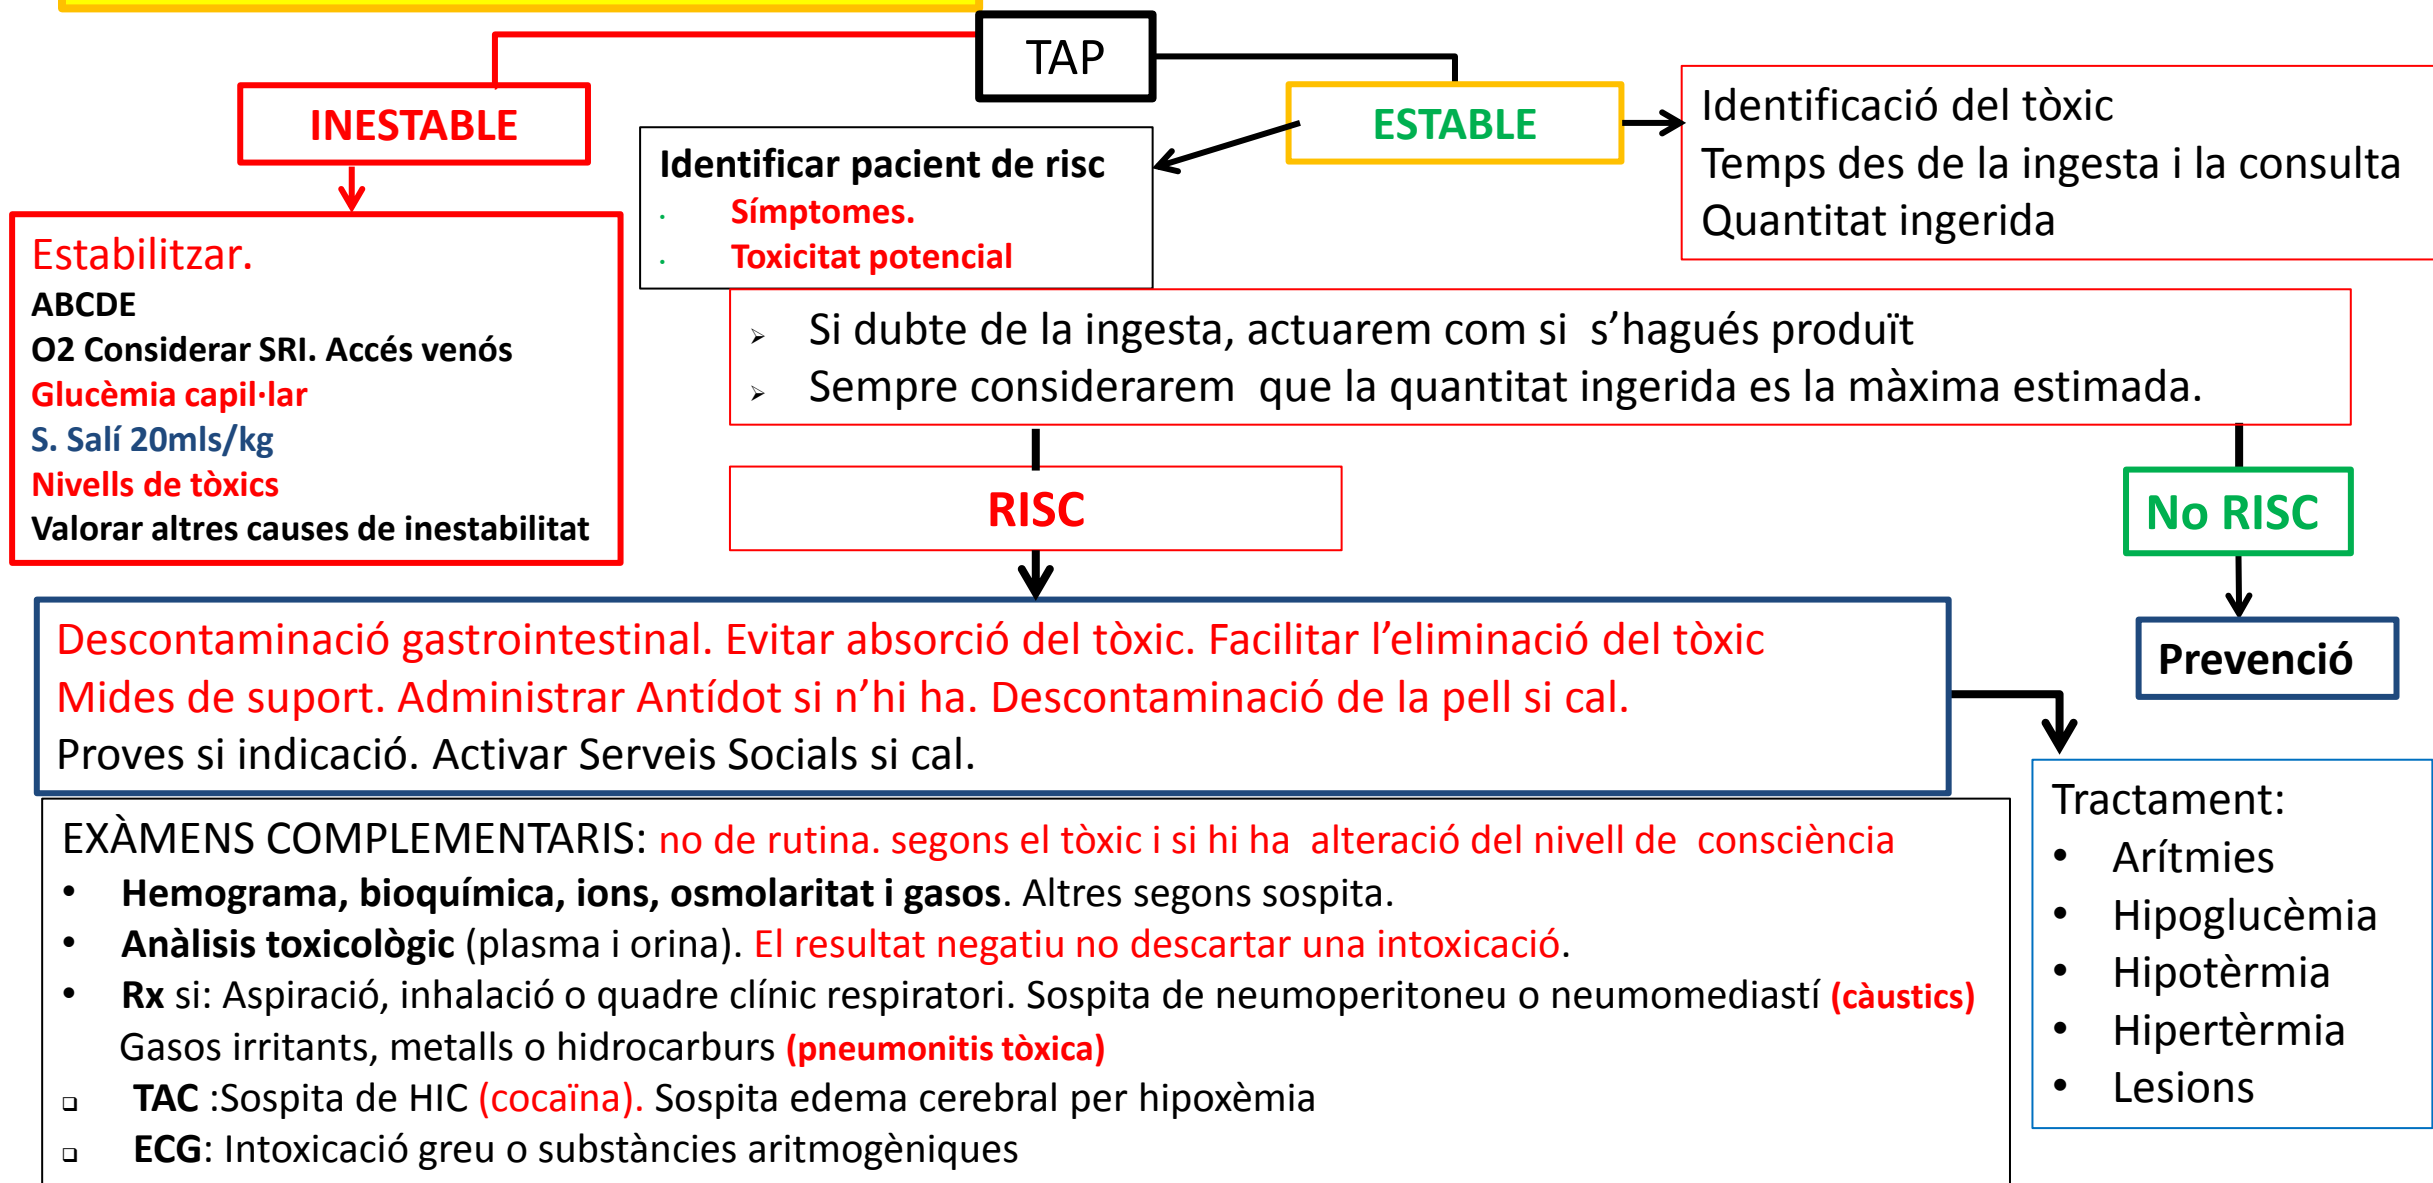 TAP
INESTABLE
ESTABLE
Identificació del tòxic
Temps des de la ingesta i la consulta
Quantitat ingerida
Identificar pacient de risc
• Símptomes.
• Toxicitat potencial
Estabilitzar.
ABCDE
O2 Considerar SRI. Accés venós
Glucèmia capil·lar
S. Salí 20mls/kg
Nivells de tòxics
Valorar altres causes de inestabilitat
➢ Si dubte de la ingesta, actuarem com si s’hagués produït
➢ Sempre considerarem que la quantitat ingerida es la màxima estimada.
RISC
No RISC
Prevenció
Descontaminació gastrointestinal. Evitar absorció del tòxic. Facilitar l’eliminació del tòxic
Mides de suport. Administrar Antídot si n’hi ha. Descontaminació de la pell si cal.
Proves si indicació. Activar Serveis Socials si cal.
EXÀMENS COMPLEMENTARIS: no de rutina. segons el tòxic i si hi ha alteració del nivell de consciència
• Hemograma, bioquímica, ions, osmolaritat i gasos. Altres segons sospita.
• Anàlisis toxicològic (plasma i orina). El resultat negatiu no descartar una intoxicació.
• Rx si: Aspiració, inhalació o quadre clínic respiratori. Sospita de neumoperitoneu o neumomediastí (càustics)
Gasos irritants, metalls o hidrocarburs (pneumonitis tòxica)
❑ TAC :Sospita de HIC (cocaïna). Sospita edema cerebral per hipoxèmia
❑ ECG: Intoxicació greu o substàncies aritmogèniques
Tractament:
• Arítmies
• Hipoglucèmia
• Hipotèrmia
• Hipertèrmia
• Lesions